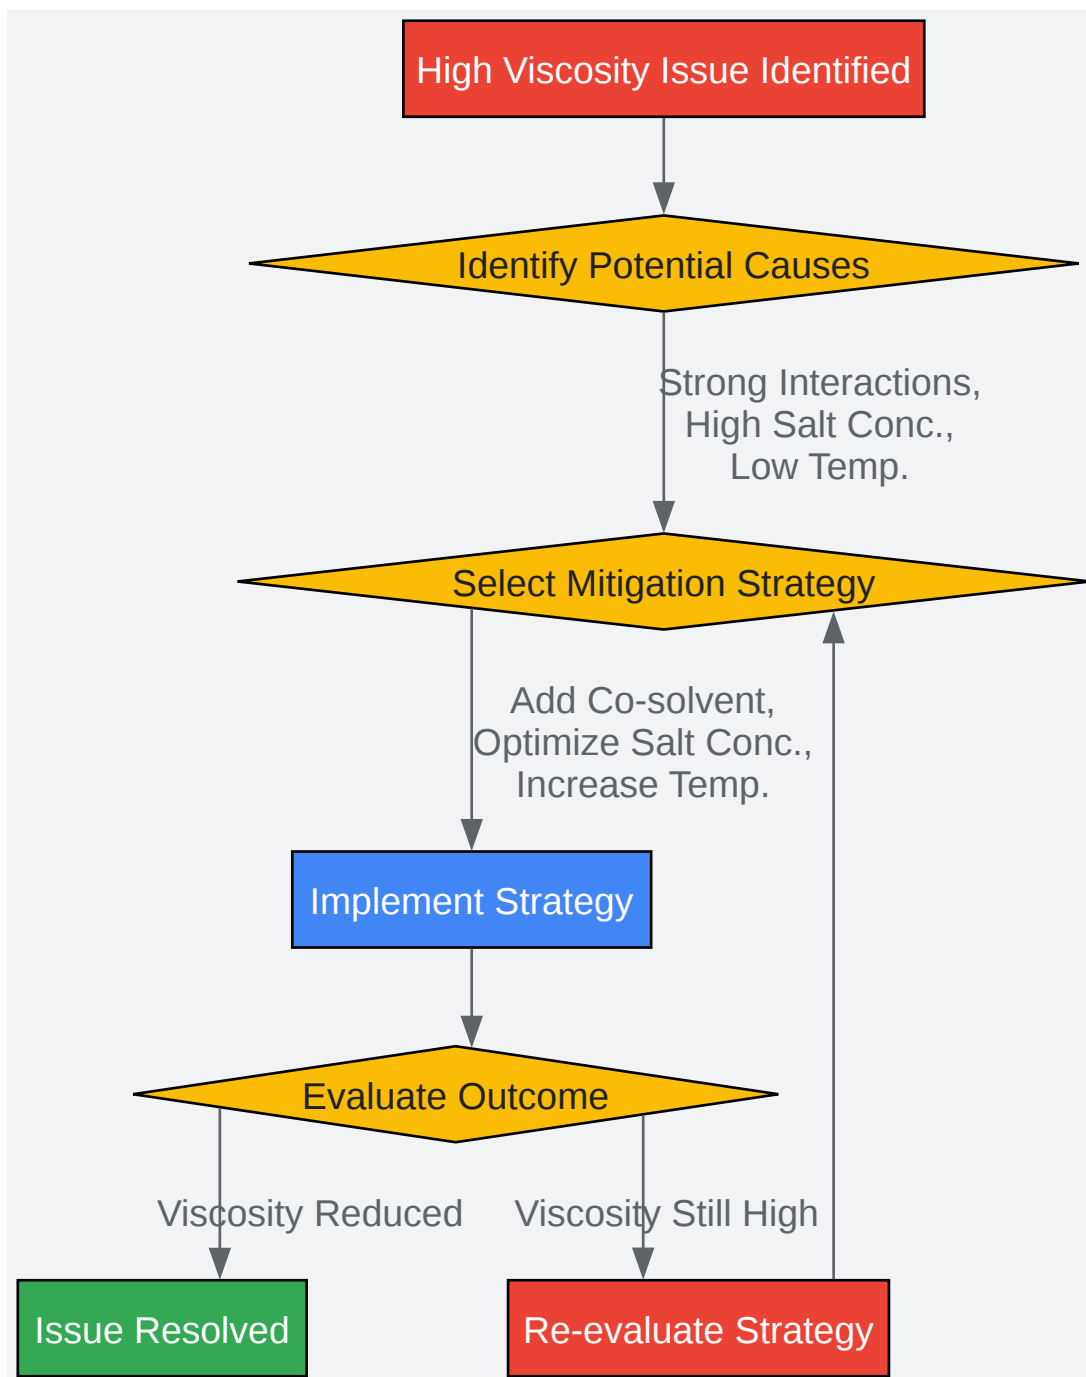 High Viscosity Issue Identified
Identify Potential Causes
Strong Interactions,
High Salt Conc.,
Low Temp.
Select Mitigation Strategy
Add Co-solvent,
Optimize Salt Conc.,
Increase Temp.
Implement Strategy
Evaluate Outcome
Viscosity Reduced
Viscosity Still High
Issue Resolved
Re-evaluate Strategy